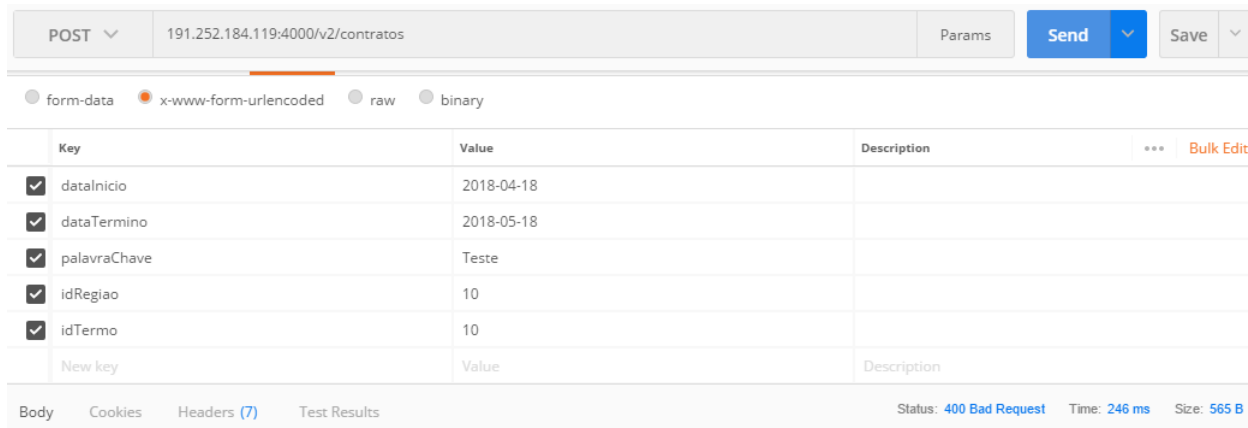 POST 191.252.184.119:4000/v2/contratos Params Send Save
form-data x-www-form-urlencoded raw binary
Key Value Description ••• Bulk Edit
dataInicio 2018-04-18
dataTermino 2018-05-18
palavraChave Teste
idRegiao 10
idTermo 10
New key Value Description
Body Cookies Headers (7) Test Results Status: 400 Bad Request Time: 246 ms Size: 565 B